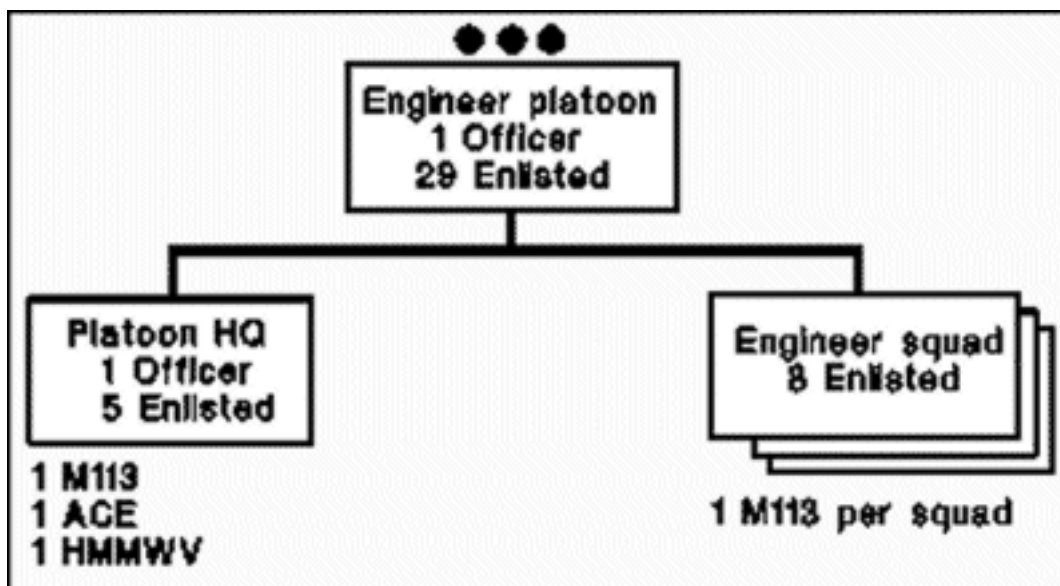 Engineer platoon
1 Officer
29 Enlisted
Platoon HQ
1 Officer
5 Enlisted
1 M113
1 ACE
1 HMMWV
Engineer squad
8 Enlisted
1 M113 per squad